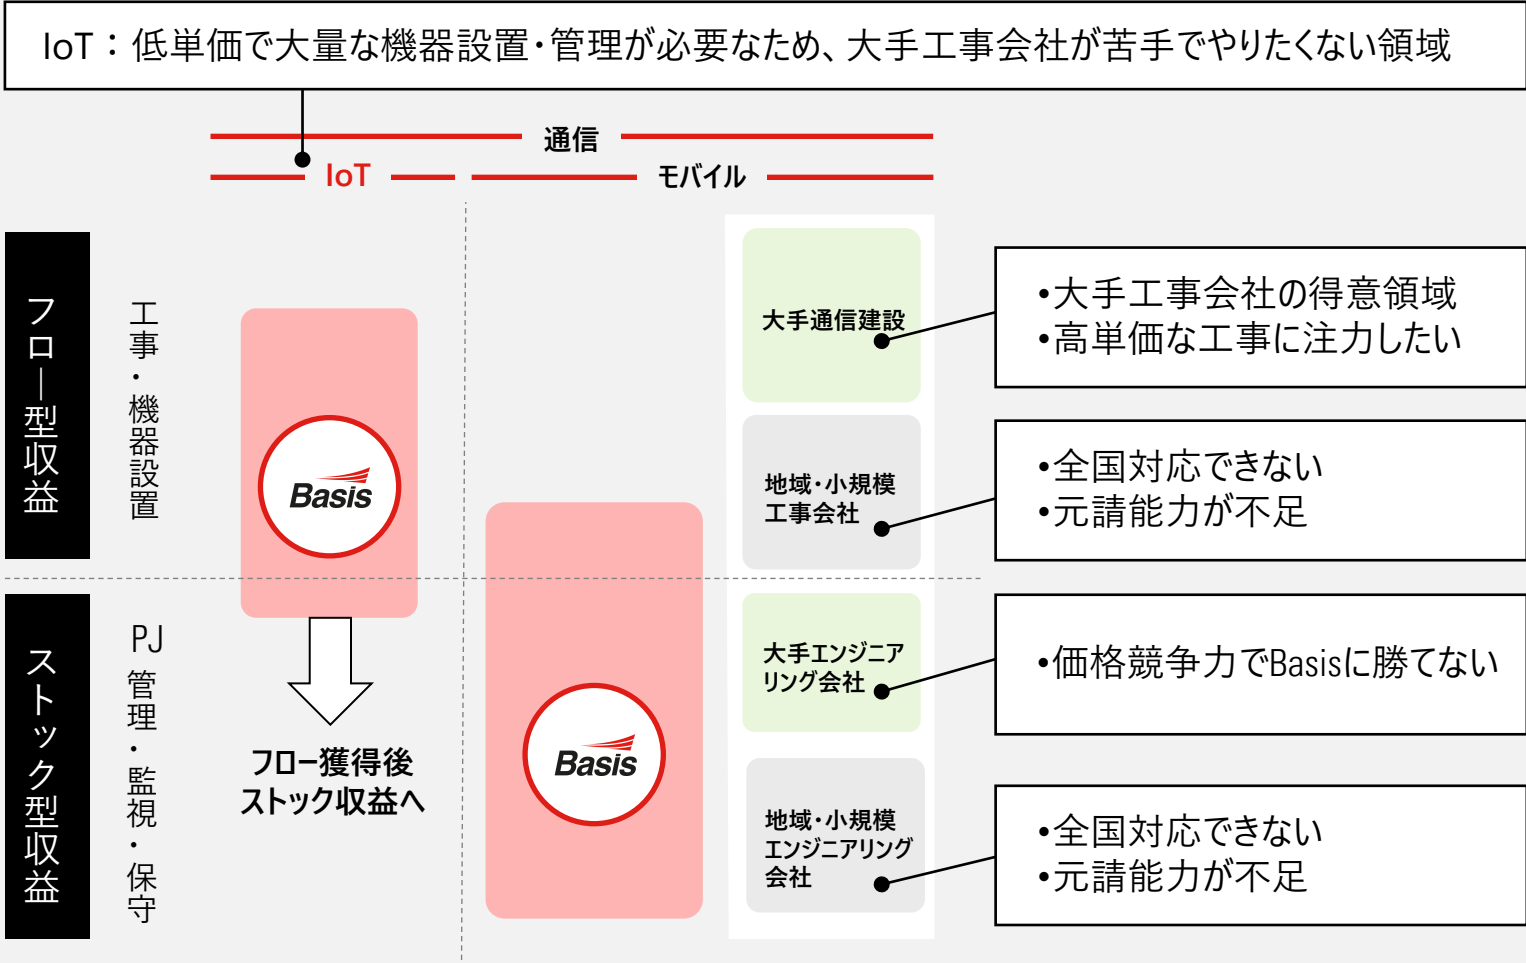 IoT：低単価で大量な機器設置・管理が必要なため、大手工事会社が苦手でやりたくない領域
通信
IoT
モバイル
フロー型収益
工事・機器設置
Basis
大手通信建設
•大手工事会社の得意領域
•高単価な工事に注力したい
地域・小規模
工事会社
•全国対応できない
•元請能力が不足
ストック型収益
PJ
管理・監視・保守
フロー獲得後
ストック収益へ
Basis
大手エンジニア
リング会社
•価格競争力でBasisに勝てない
地域・小規模
エンジニアリング
会社
•全国対応できない
•元請能力が不足